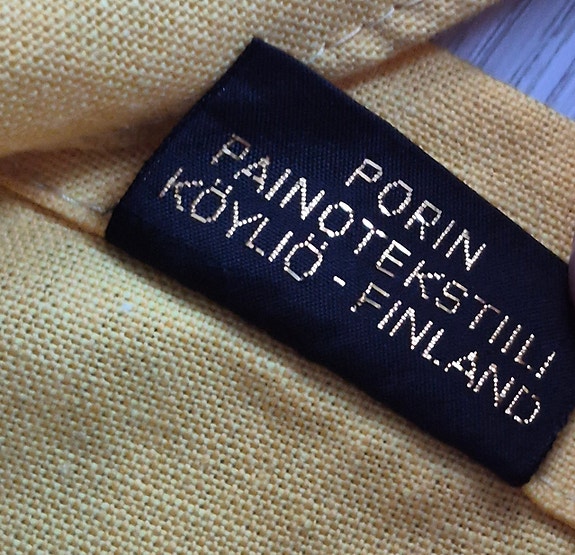 PORIN
PAINOTEKSTIILI
KÖYLIÖ - FINLAND